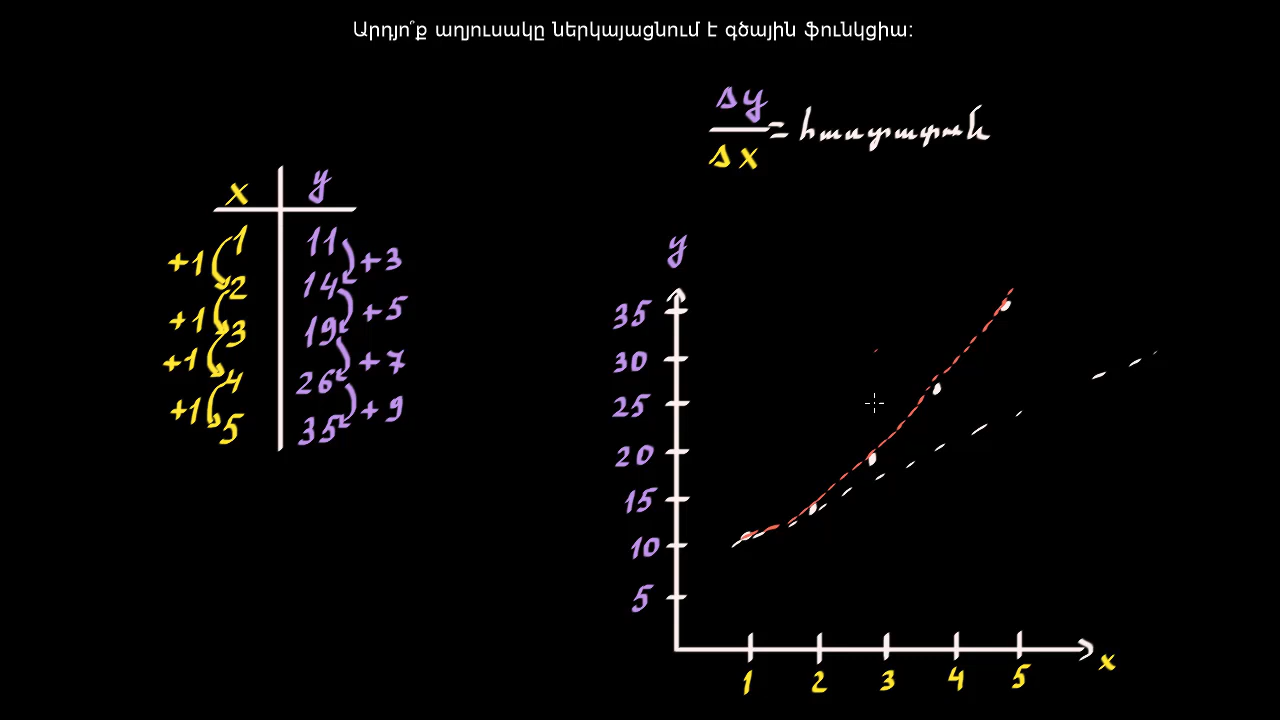 Արդյո՞ք աղյուսակը ներկայացնում է գծային ֆունկցիա:
Δy
Δx
= հաստատան
x y
1 11
+1 +3
2 14
+1 +5
3 19
+1 +7
4 26
+1 +9
5 35
y
35
30
25
20
15
10
5
1 2 3 4 5 x